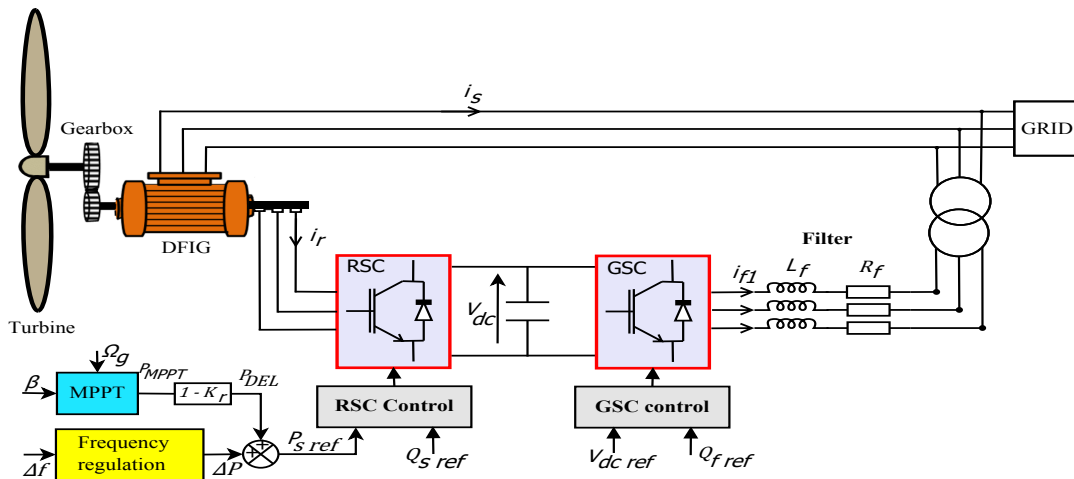 i_s
Gearbox
GRID
DFIG
i_r
RSC
V_dc
GSC
Filter
i_f1
L_f
R_f
Turbine
Ω_g
β
MPPT
P_MPPT
1 - K_r
P_DEL
RSC Control
GSC control
Frequency
regulation
Δf
ΔP
+
+
P_s ref
Q_s ref
V_dc ref
Q_f ref